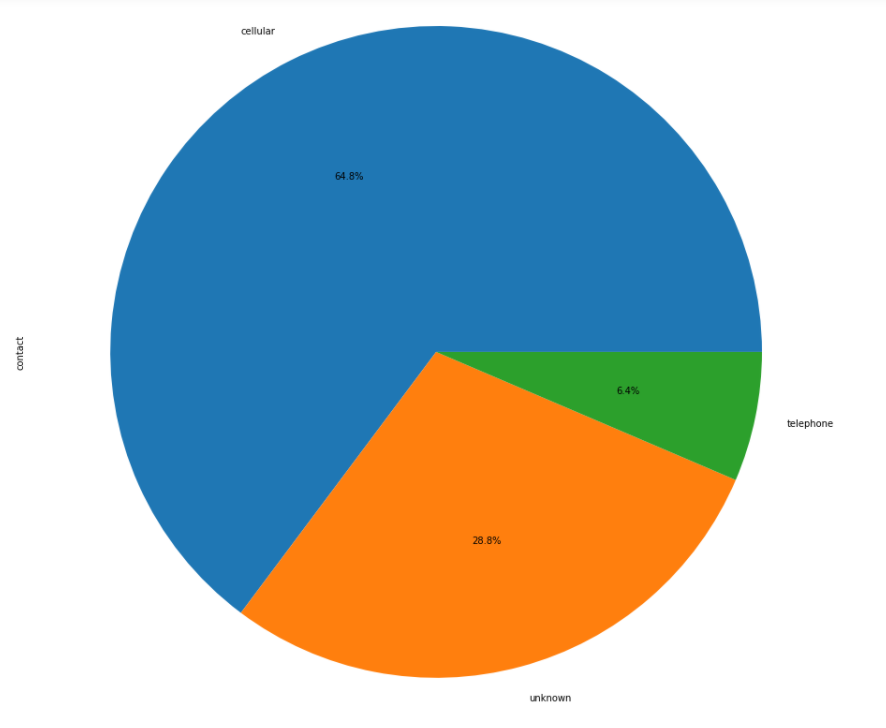 cellular
64.8%
contact
6.4%
telephone
28.8%
unknown